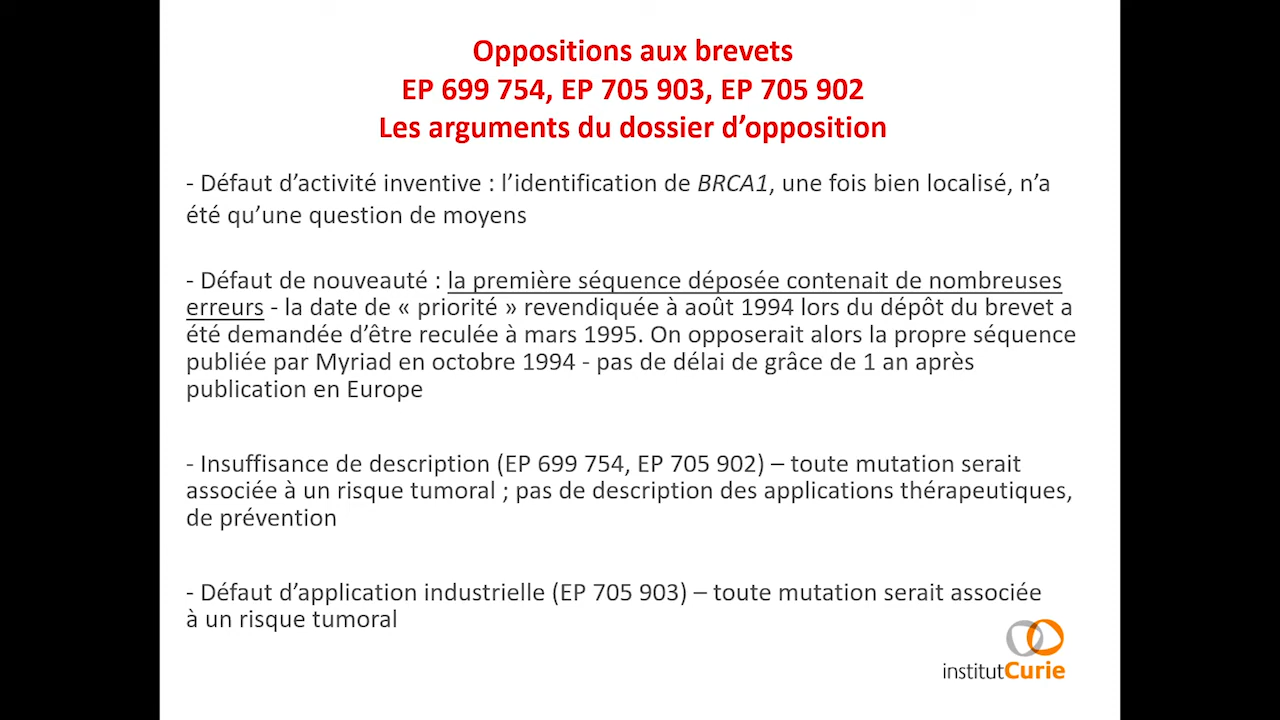 Oppositions aux brevets
EP 699 754, EP 705 903, EP 705 902
Les arguments du dossier d’opposition
- Défaut d’activité inventive : l’identification de BRCA1, une fois bien localisé, n’a
été qu’une question de moyens
- Défaut de nouveauté : la première séquence déposée contenait de nombreuses
erreurs - la date de « priorité » revendiquée à août 1994 lors du dépôt du brevet a
été demandée d’être reculée à mars 1995. On opposerait alors la propre séquence
publiée par Myriad en octobre 1994 - pas de délai de grâce de 1 an après
publication en Europe
- Insuffisance de description (EP 699 754, EP 705 902) – toute mutation serait
associée à un risque tumoral ; pas de description des applications thérapeutiques,
de prévention
- Défaut d’application industrielle (EP 705 903) – toute mutation serait associée
à un risque tumoral
institutCurie